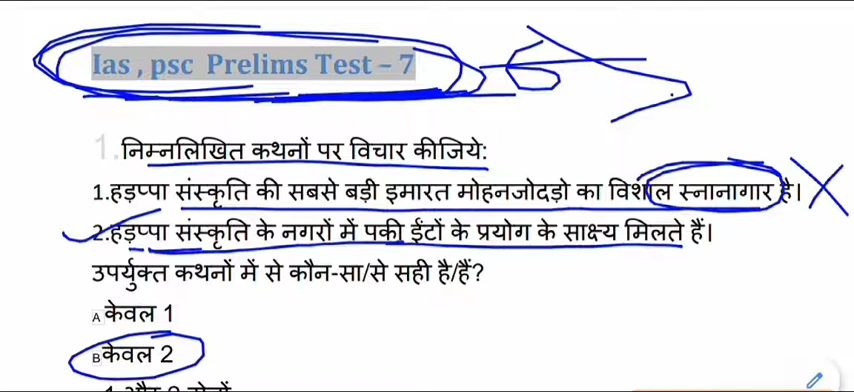 Ias , psc Prelims Test – 7
1. निम्नलिखित कथनों पर विचार कीजिये:
1.हड़प्पा संस्कृति की सबसे बड़ी इमारत मोहनजोदड़ो का विशाल स्नानागार है।
2.हड़प्पा संस्कृति के नगरों में पकी ईंटों के प्रयोग के साक्ष्य मिलते हैं।
उपर्युक्त कथनों में से कौन-सा/से सही है/हैं?
A केवल 1
B केवल 2